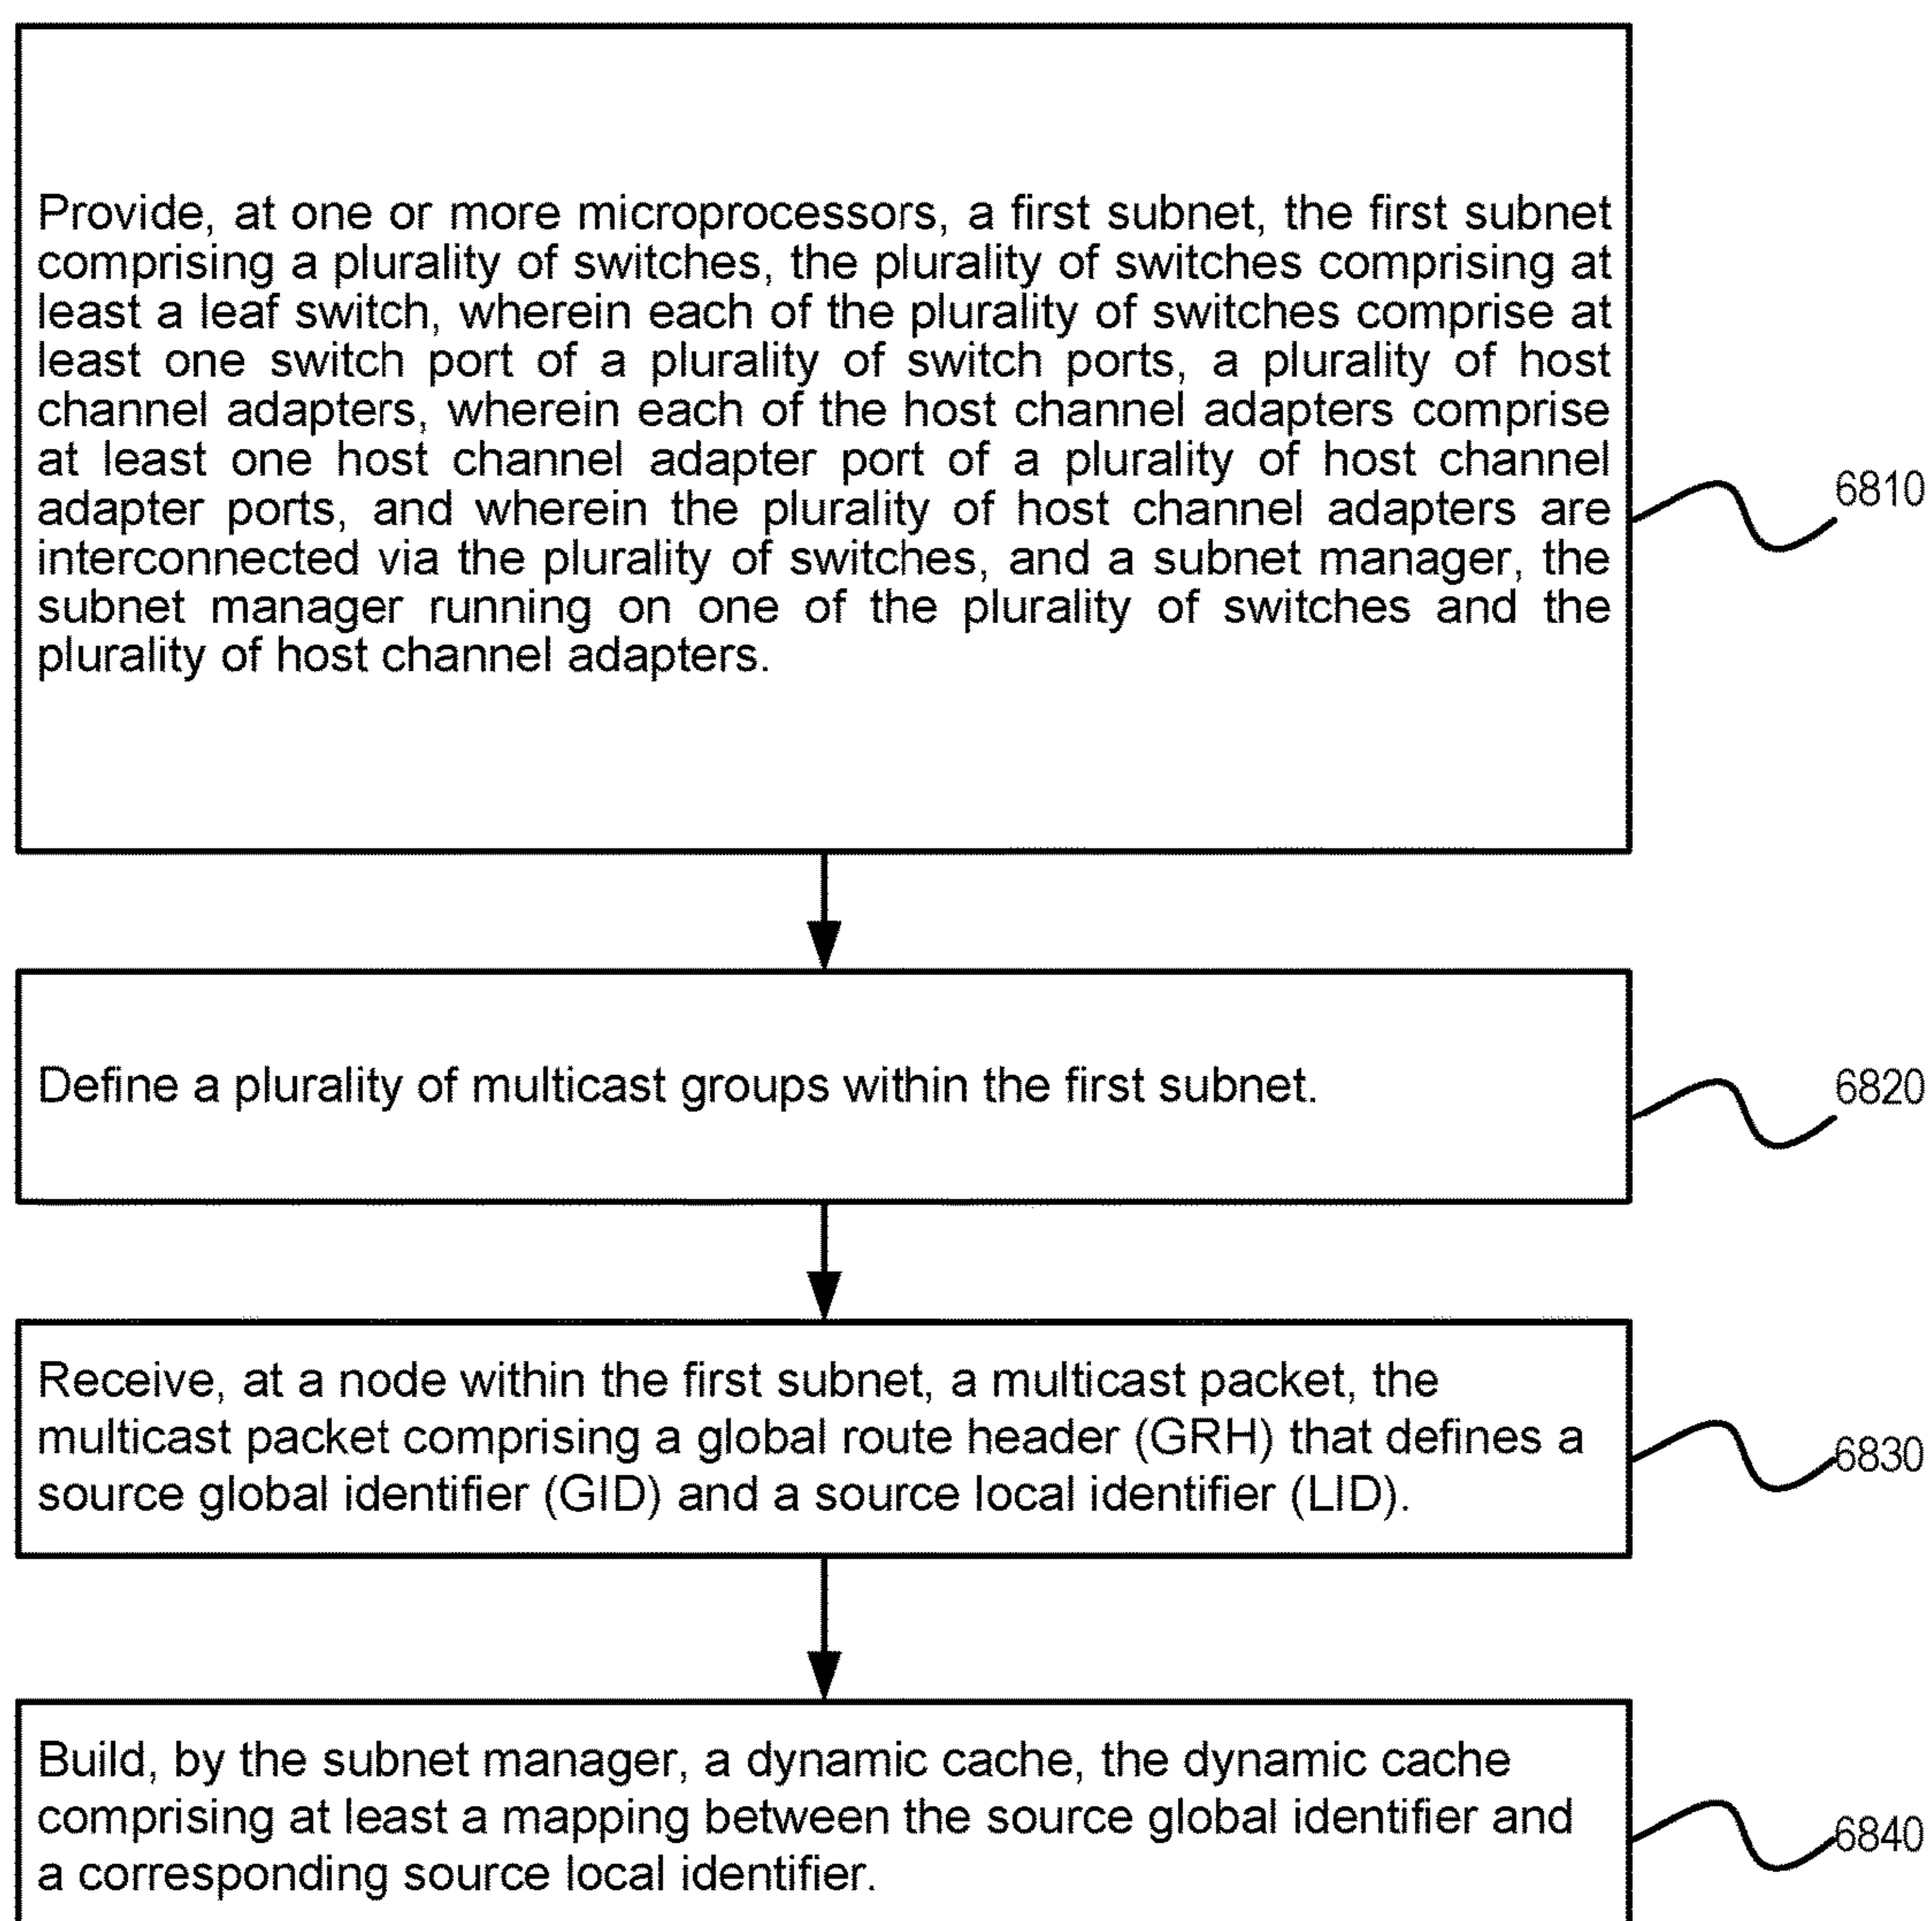 Provide, at one or more microprocessors, a first subnet, the first subnet
comprising a plurality of switches, the plurality of switches comprising at
least a leaf switch, wherein each of the plurality of switches comprise at
least one switch port of a plurality of switch ports, a plurality of host
channel adapters, wherein each of the host channel adapters comprise
at least one host channel adapter port of a plurality of host channel
adapter ports, and wherein the plurality of host channel adapters are
interconnected via the plurality of switches, and a subnet manager, the
subnet manager running on one of the plurality of switches and the
plurality of host channel adapters.
6810
Define a plurality of multicast groups within the first subnet.
6820
Receive, at a node within the first subnet, a multicast packet, the
multicast packet comprising a global route header (GRH) that defines a
source global identifier (GID) and a source local identifier (LID).
6830
Build, by the subnet manager, a dynamic cache, the dynamic cache
comprising at least a mapping between the source global identifier and
a corresponding source local identifier.
6840